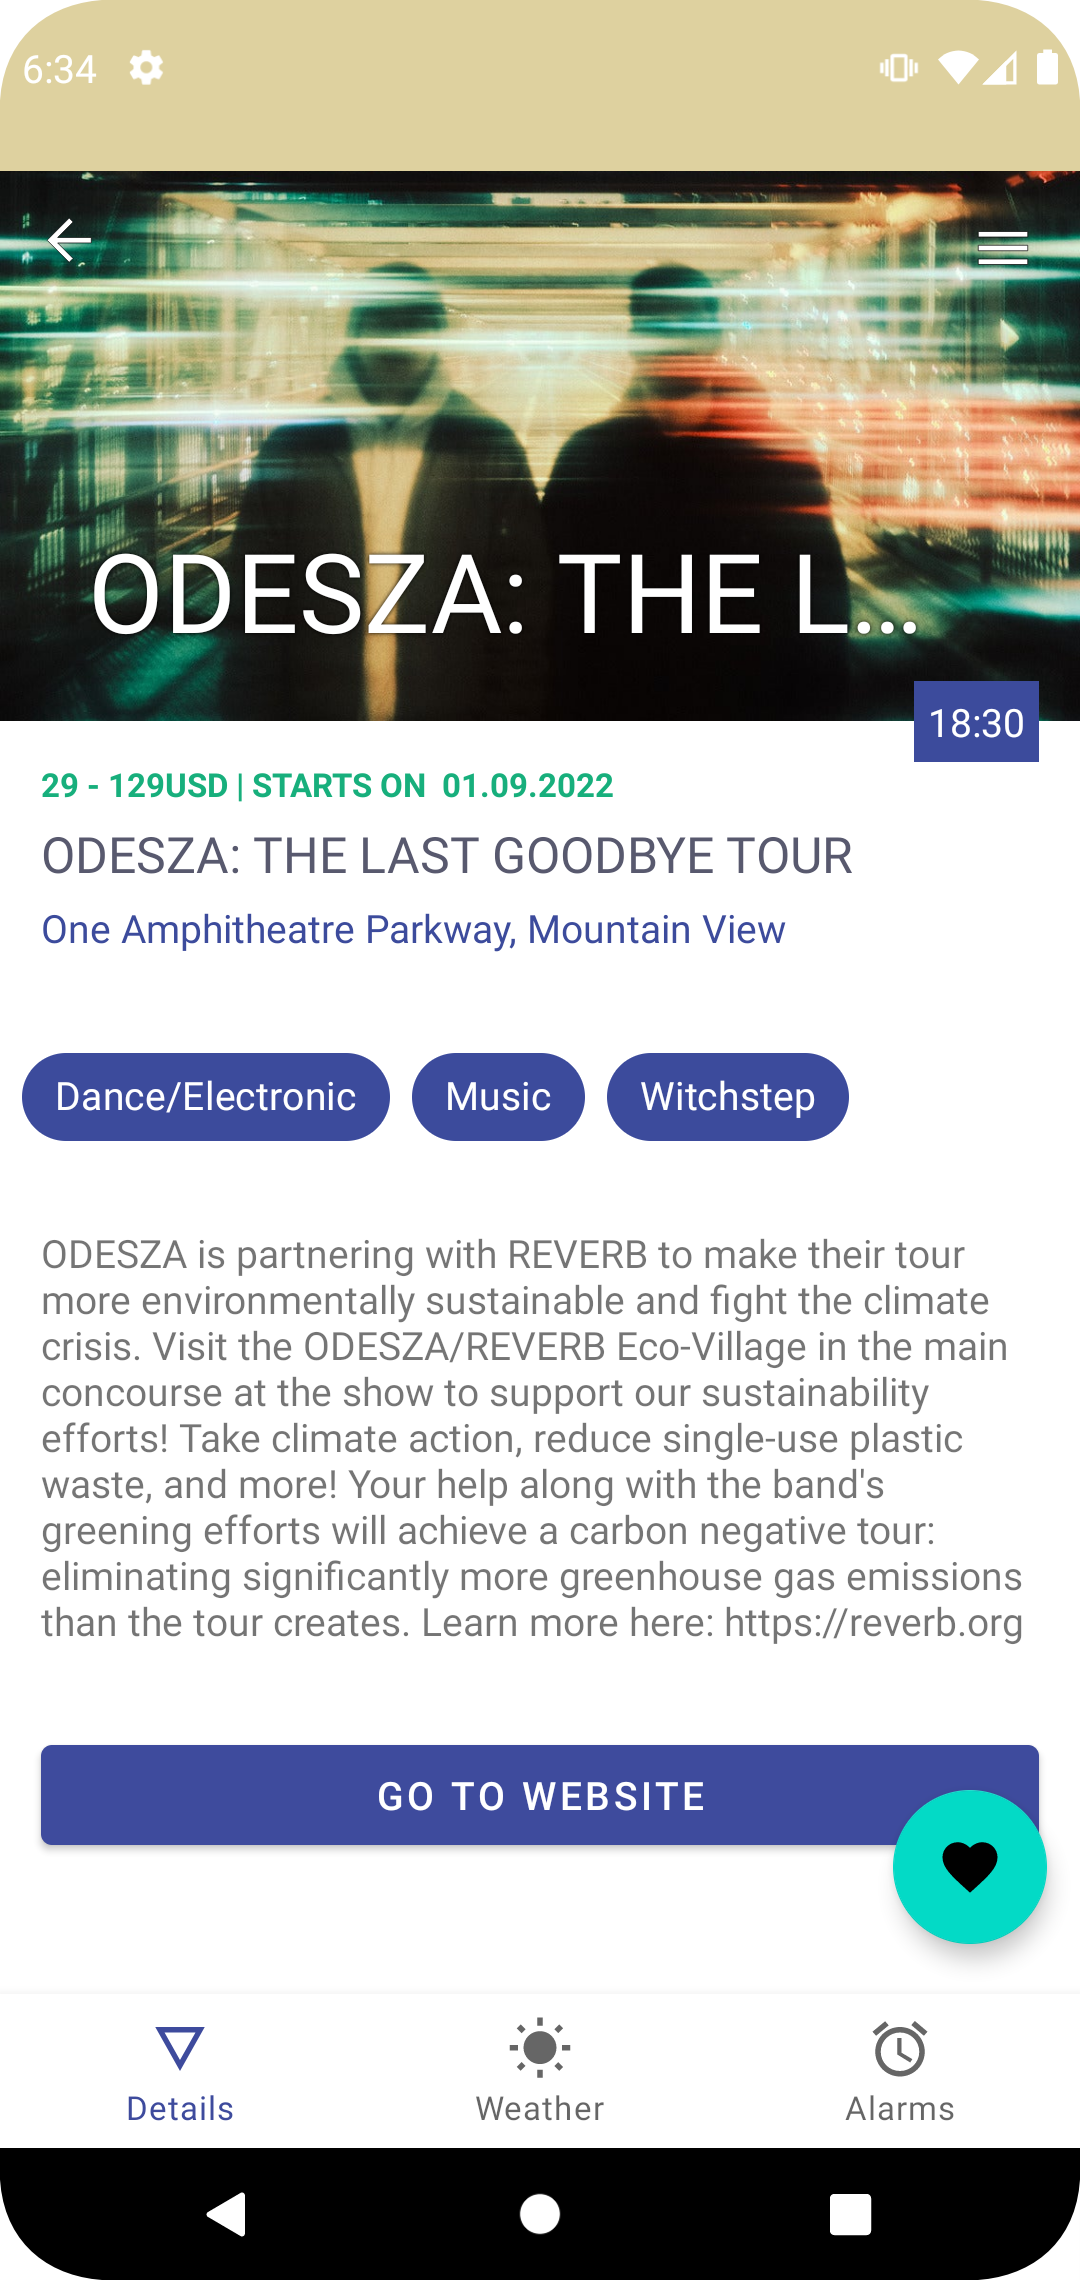 6:34
ODESZA: THE L...
18:30
29 - 129USD | STARTS ON 01.09.2022
ODESZA: THE LAST GOODBYE TOUR
One Amphitheatre Parkway, Mountain View
Dance/Electronic Music Witchstep
ODESZA is partnering with REVERB to make their tour
more environmentally sustainable and fight the climate
crisis. Visit the ODESZA/REVERB Eco-Village in the main
concourse at the show to support our sustainability
efforts! Take climate action, reduce single-use plastic
waste, and more! Your help along with the band's
greening efforts will achieve a carbon negative tour:
eliminating significantly more greenhouse gas emissions
than the tour creates. Learn more here: https://reverb.org
GO TO WEBSITE
Details Weather Alarms